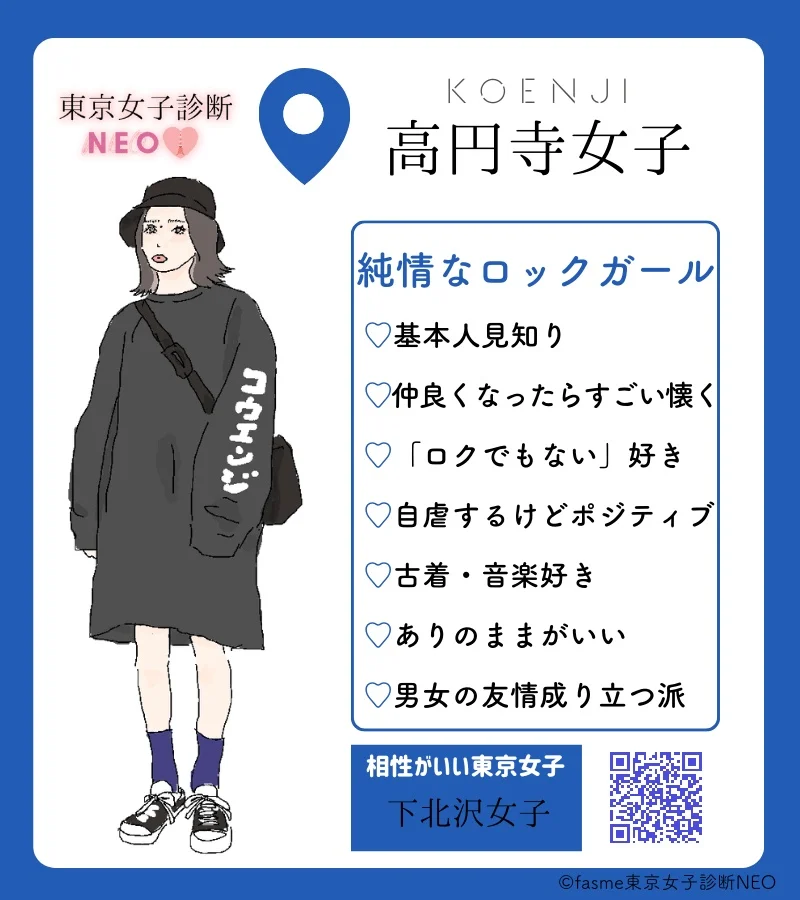 東京女子診断
NEO
KOENJI
高円寺女子
純情なロックガール
♡基本人見知り
♡仲良くなったらすごい懐く
♡「ロクでもない」好き
♡自虐するけどポジティブ
♡古着・音楽好き
♡ありのままがいい
♡男女の友情成り立つ派
コウエンジ
相性がいい東京女子
下北沢女子
©fasme東京女子診断NEO